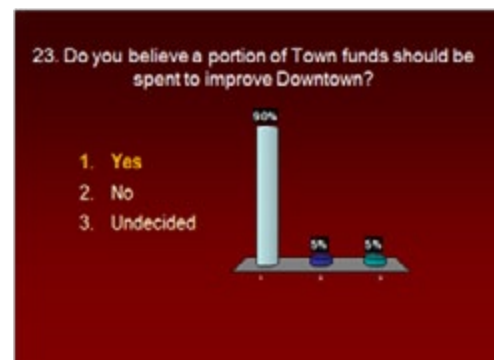 23. Do you believe a portion of Town funds should be
spent to improve Downtown?
90%
1. Yes
2. No
3. Undecided
5% 5%